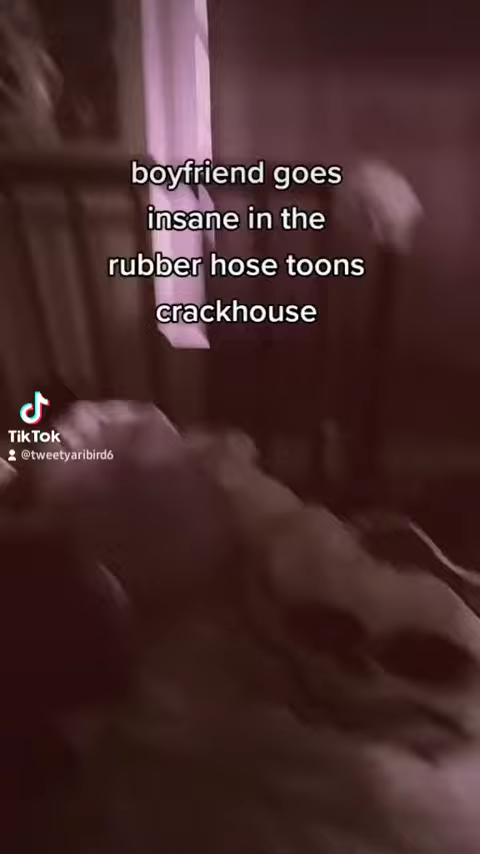 boyfriend goes
insane in the
rubber hose toons
crackhouse
TikTok
@tweetyaribird6